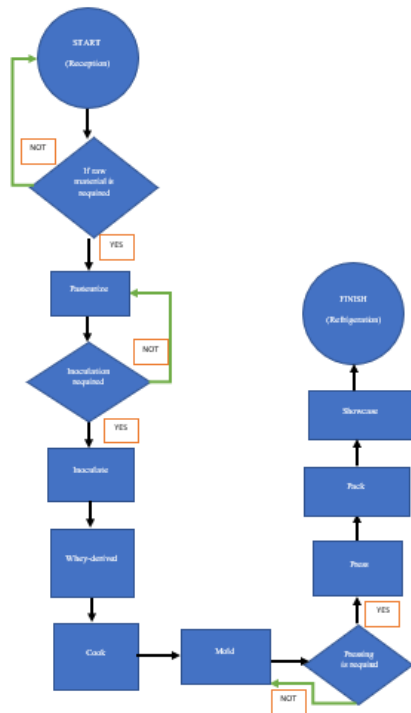 START
(Reception)
NOT
If raw
material is
required
YES
Pasteurize
NOT
Inoculation
required
YES
Inoculate
Whey-derived
Cook
Mold
Pressing
is required
NOT
YES
Press
Pack
Showcase
FINISH
(Refrigeration)